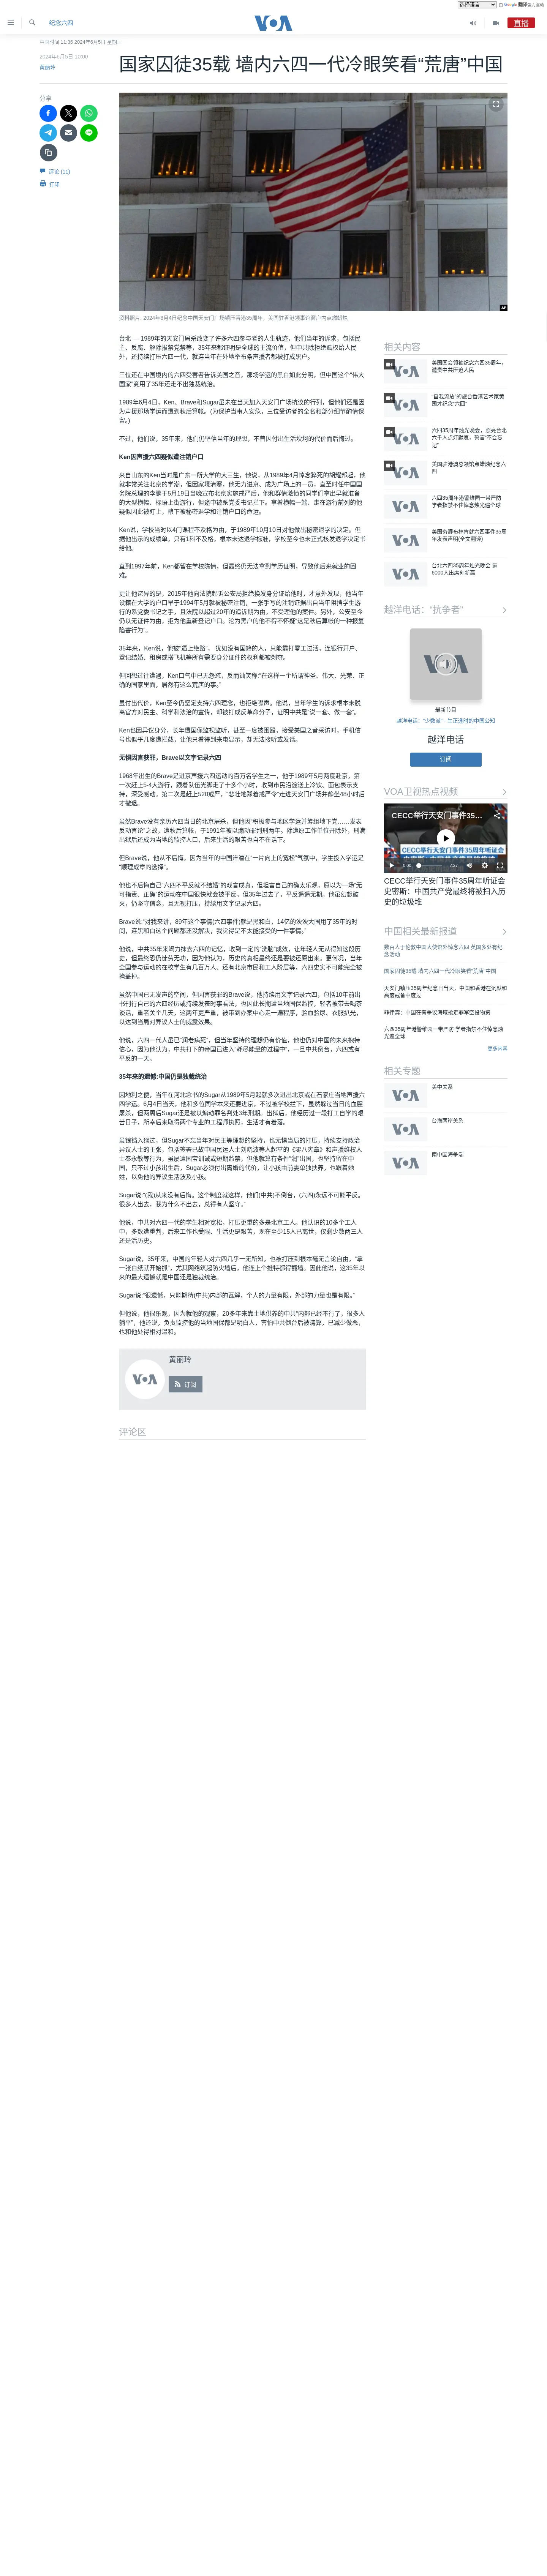 选择语言
由 Google 翻译强力驱动
纪念六四
VOA
直播
中国时间 11:36 2024年6月5日 星期三
2024年6月5日 10:00
黄丽玲
国家囚徒35载 墙内六四一代冷眼笑看“荒唐”中国
分享
评论 (11)
打印
AP
资料照片: 2024年6月4日纪念中国天安门广场镇压香港35周年，美国驻香港领事馆窗户内点燃蜡烛
台北 —
1989年的天安门屠杀改变了许多六四参与者的人生轨迹，他们当年的诉求，包括民
主、反腐、解除报禁党禁等，35年来都证明是全球的主流价值，但中共除拒绝赋权给人民
外，还持续打压六四一代，就连当年在外地举布条声援者都被打成黑户。
三位还在中国境内的六四受害者告诉美国之音，那场学运的黑白如此分明，但中国这个“伟大
国家”竟用了35年还走不出独裁统治。
1989年6月4日，Ken、Brave和Sugar虽未在当天加入天安门广场抗议的行列，但他们还是因
为声援那场学运而遭到秋后算帐。(为保护当事人安危，三位受访者的全名和部分细节酌情保
留。)
不过，他们说，35年来，他们仍坚信当年的理想，不曾因付出生活坎坷的代价而后悔过。
Ken因声援六四疑似遭注销户口
来自山东的Ken当时是广东一所大学的大三生，他说，从1989年4月悼念猝死的胡耀邦起，他
就非常关注北京的学潮，但因家境清寒，他无力进京，成为广场上的一员，直至时任中国国
务院总理的李鹏于5月19日当晚宣布北京实施戒严后，他和群情激愤的同学们拿出早就准备
的大型横幅、标语上街游行，但途中被系党委书记、工作人员拦下。拿着横幅一端、走在游行前列的他
疑似因此被盯上，酿下被秘密退学和注销户口的命运。
Ken说，学校当时以4门课程不及格为由，于1989年10月10日对他做出秘密退学的决定。但
据他出示的成绩单，只有1科不及格，根本未达退学标准，学校至今也未正式核发退学决定书
给他。
直到1997年前，Ken都留在学校陈情，但最终仍无法拿到学历证明，导致他后来就业的困
难。
更让他诧异的是，2015年他向法院起诉公安局拒绝换发身分证给他时，才意外发现，他当年
设籍在大学的户口早于1994年5月就被秘密注销，一张手写的注销证据出自当年阻挡学生游
行的系党委书记之手，且法院以超过20年的诉讼追溯期为由，不受理他的法律诉求。另外，公安至今仍
以两地无证件为由，拒为他重新登记户口。沦为黑户的他不得不怀疑“这是秋后算帐的一种报复
陷害行为”。
35年来，Ken说，他被“逼上绝路”， 犹如没有国籍的人，只能靠打零工过活，连银行开户、
登记结婚、租房或搭飞机等所有需要身分证件的权利都被剥夺。
但回想过往遭遇，Ken口气中已无怨怼，反而讪笑称:“在这样一个所谓神圣、伟大、光荣、正
确的国家里面，居然有这么荒唐的事。”
虽付出代价，Ken至今仍坚定支持六四理念，也拒绝噤声。他说，当年学生的诉求根本未脱
离官方对民主、科学和法治的宣传，却被打成反革命分子，证明中共是“说一套、做一套”。
Ken也因异议身分，长年遭国保监控监听，甚至一度被围殴，接受美国之音采访时，手机信
号也似乎几度遭拦截，让他只看得到来电显示，却无法接听或发话。
无惧因言获罪，Brave以文字记录六四
1968年出生的Brave是进京声援六四运动的百万名学生之一，他于1989年5月两度赴京，第
一次赶上5·4大游行，跟着队伍光脚走了十多个小时，收到市民沿途送上冷饮、面包表示支
持，深受感动。第二次是赶上520戒严，“悲壮地踩着戒严令”走进天安门广场并静坐48小时后
才撤退。
虽然Brave没有亲历六四当日的北京屠杀，但他因“积极参与地区学运并筹组地下党……发表
反动言论”之故，遭秋后算帐，于1991年被以煽动罪判刑两年。除遭原工作单位开除外，刑满
出狱后还成为当地的社会边缘人，后来更以捡垃圾维生，但他至今不悔。
但Brave说，他从不后悔，因为当年的中国洋溢在“一片向上的宽松”气氛中，学生投入学运是
“顺理成章的选择”。
他也不后悔自己“六四不平反就不结婚”的戏言成真，但坦言自己的确太乐观，原以为一场“无
可指责、正确”的运动在中国很快就会被平反，但35年过去了，平反遥遥无期。虽如此，迄今
仍未婚，仍坚守信念，且无视打压，持续用文字记录六四。
Brave说:“对我来讲，89年这个事情(六四事件)就是黑和白，14亿的泱泱大国用了35年的时
间，连黑和白这个问题都还没解决，我觉得是不太能接受的一件事情。”
他说，中共35年来竭力抹去六四的记忆，收到一定的“洗脑”成效，让年轻人无从得知这段历
史，但最终恐仍徒劳无功，因为他认为，历史的真相最终还是要被还原出来。更何况，当年
全国参与运动的在校学生有几百万人、还有北京市民和工人阶层等，六四史实不可能完全被
掩盖掉。
虽然中国已无发声的空间，但因言获罪的Brave说，他持续用文字记录六四，包括10年前出
书刊行自己的六四经历或持续发表对时事看法，也因此长期遭当地国保监控，轻者被带去喝茶
谈话，重者关个几天，这两年更严重，被带到办案中心走一遍程序，验血验尿、衣服扒光，
以达到当局对异议人士的威慑效果。
他说，六四一代人虽已“润老病死”，但当年坚持的理想仍有价值，他也仍对中国的未来抱持
信心，因为他认为，中共打下的帝国已进入“耗尽能量的过程中”，一旦中共倒台，六四或有
平反的一天。
35年来的遗憾:中国仍是独裁统治
因地利之便，当年在河北念书的Sugar从1989年5月起就多次进出北京或在石家庄当地声援六
四学运。6月4日当天，他和多位同学本来还要进京，不过被学校拦下，虽然躲过当日的血腥
屠杀，但两周后Sugar还是被以煽动罪名判处3年刑期。出狱后，他经历过一段打工自学的艰
苦日子，所幸后来取得两个专业的工程师执照，生活才有着落。
虽锒铛入狱过，但Sugar不忘当年对民主等理想的坚持，也无惧当局的打压，持续支持政治
异议人士的主张，包括签署已故中国民运人士刘晓波等人起草的《零八宪章》和声援维权人
士秦永敏等行为，虽屡遭国宝训诫或短期监禁，但他就算有条件“润”出国，也坚持留在中
国，只不过小孩出生后，Sugar必须付出离婚的代价，让小孩由前妻单独扶养，也跟着她
姓，以免他的异议生活波及小孩。
Sugar说:“(我)从来没有后悔。这个制度就这样，他们(中共)不倒台，(六四)永远不可能平反。
很多人出去，我为什么不出去，总得有人坚守。”
他说，中共对六四一代的学生相对宽松，打压更重的多是北京工人。他认识的10多个工人
中，多数遭重判，后来工作也受限、生活更是艰苦，现在至少15人已离世，仅剩少数两三人
还是活历史。
Sugar说，35年来，中国的年轻人对六四几乎一无所知，也被打压到根本毫无言论自由，“拿
一张白纸就开始抓”，尤其网络筑起防火墙后，他连上个推特都得翻墙。因此他说，这35年以
来的最大遗憾就是中国还是独裁统治。
Sugar说:“很遗憾，只能期待(中共)内部的瓦解，个人的力量有限，外部的力量也是有限。”
但他说，他很乐观，因为就他的观察，20多年来靠土地供养的中共“内部已经不行了，很多人
躺平”，他还说，负责监控他的当地国保都是明白人，害怕中共倒台后被清算，已减少做恶，
也和他处得相对温和。
黄丽玲
订阅
评论区
相关内容
美国国会领袖纪念六四35周年，
谴责中共压迫人民
“自我流放”的旅台香港艺术家黄
国才纪念“六四”
六四35周年烛光晚会，照亮台北
六千人点灯默哀，誓言“不会忘
记”
美国驻港澳总领馆点蜡烛纪念六
四
六四35周年港警维园一带严防
学者指禁不住悼念烛光遍全球
美国务卿布林肯就六四事件35周
年发表声明(全文翻译)
台北六四35周年烛光晚会 逾
6000人出席创新高
越洋电话：“抗争者”
最新节目
越洋电话：“少数派” - 生正逢时的中国公知
越洋电话
订阅
VOA卫视热点视频
CECC举行天安门事件35...
CECC举行天安门事件35周年听证会
0:00
7:27
CECC举行天安门事件35周年听证会
史密斯：中国共产党最终将被扫入历
史的垃圾堆
中国相关最新报道
数百人于伦敦中国大使馆外悼念六四 英国多处有纪
念活动
国家囚徒35载 墙内六四一代冷眼笑看“荒唐”中国
天安门镇压35周年纪念日当天，中国和香港在沉默和
高度戒备中度过
菲律宾：中国在有争议海域抢走菲军空投物资
六四35周年港警维园一带严防 学者指禁不住悼念烛
光遍全球
更多内容
相关专题
美中关系
台海两岸关系
南中国海争端